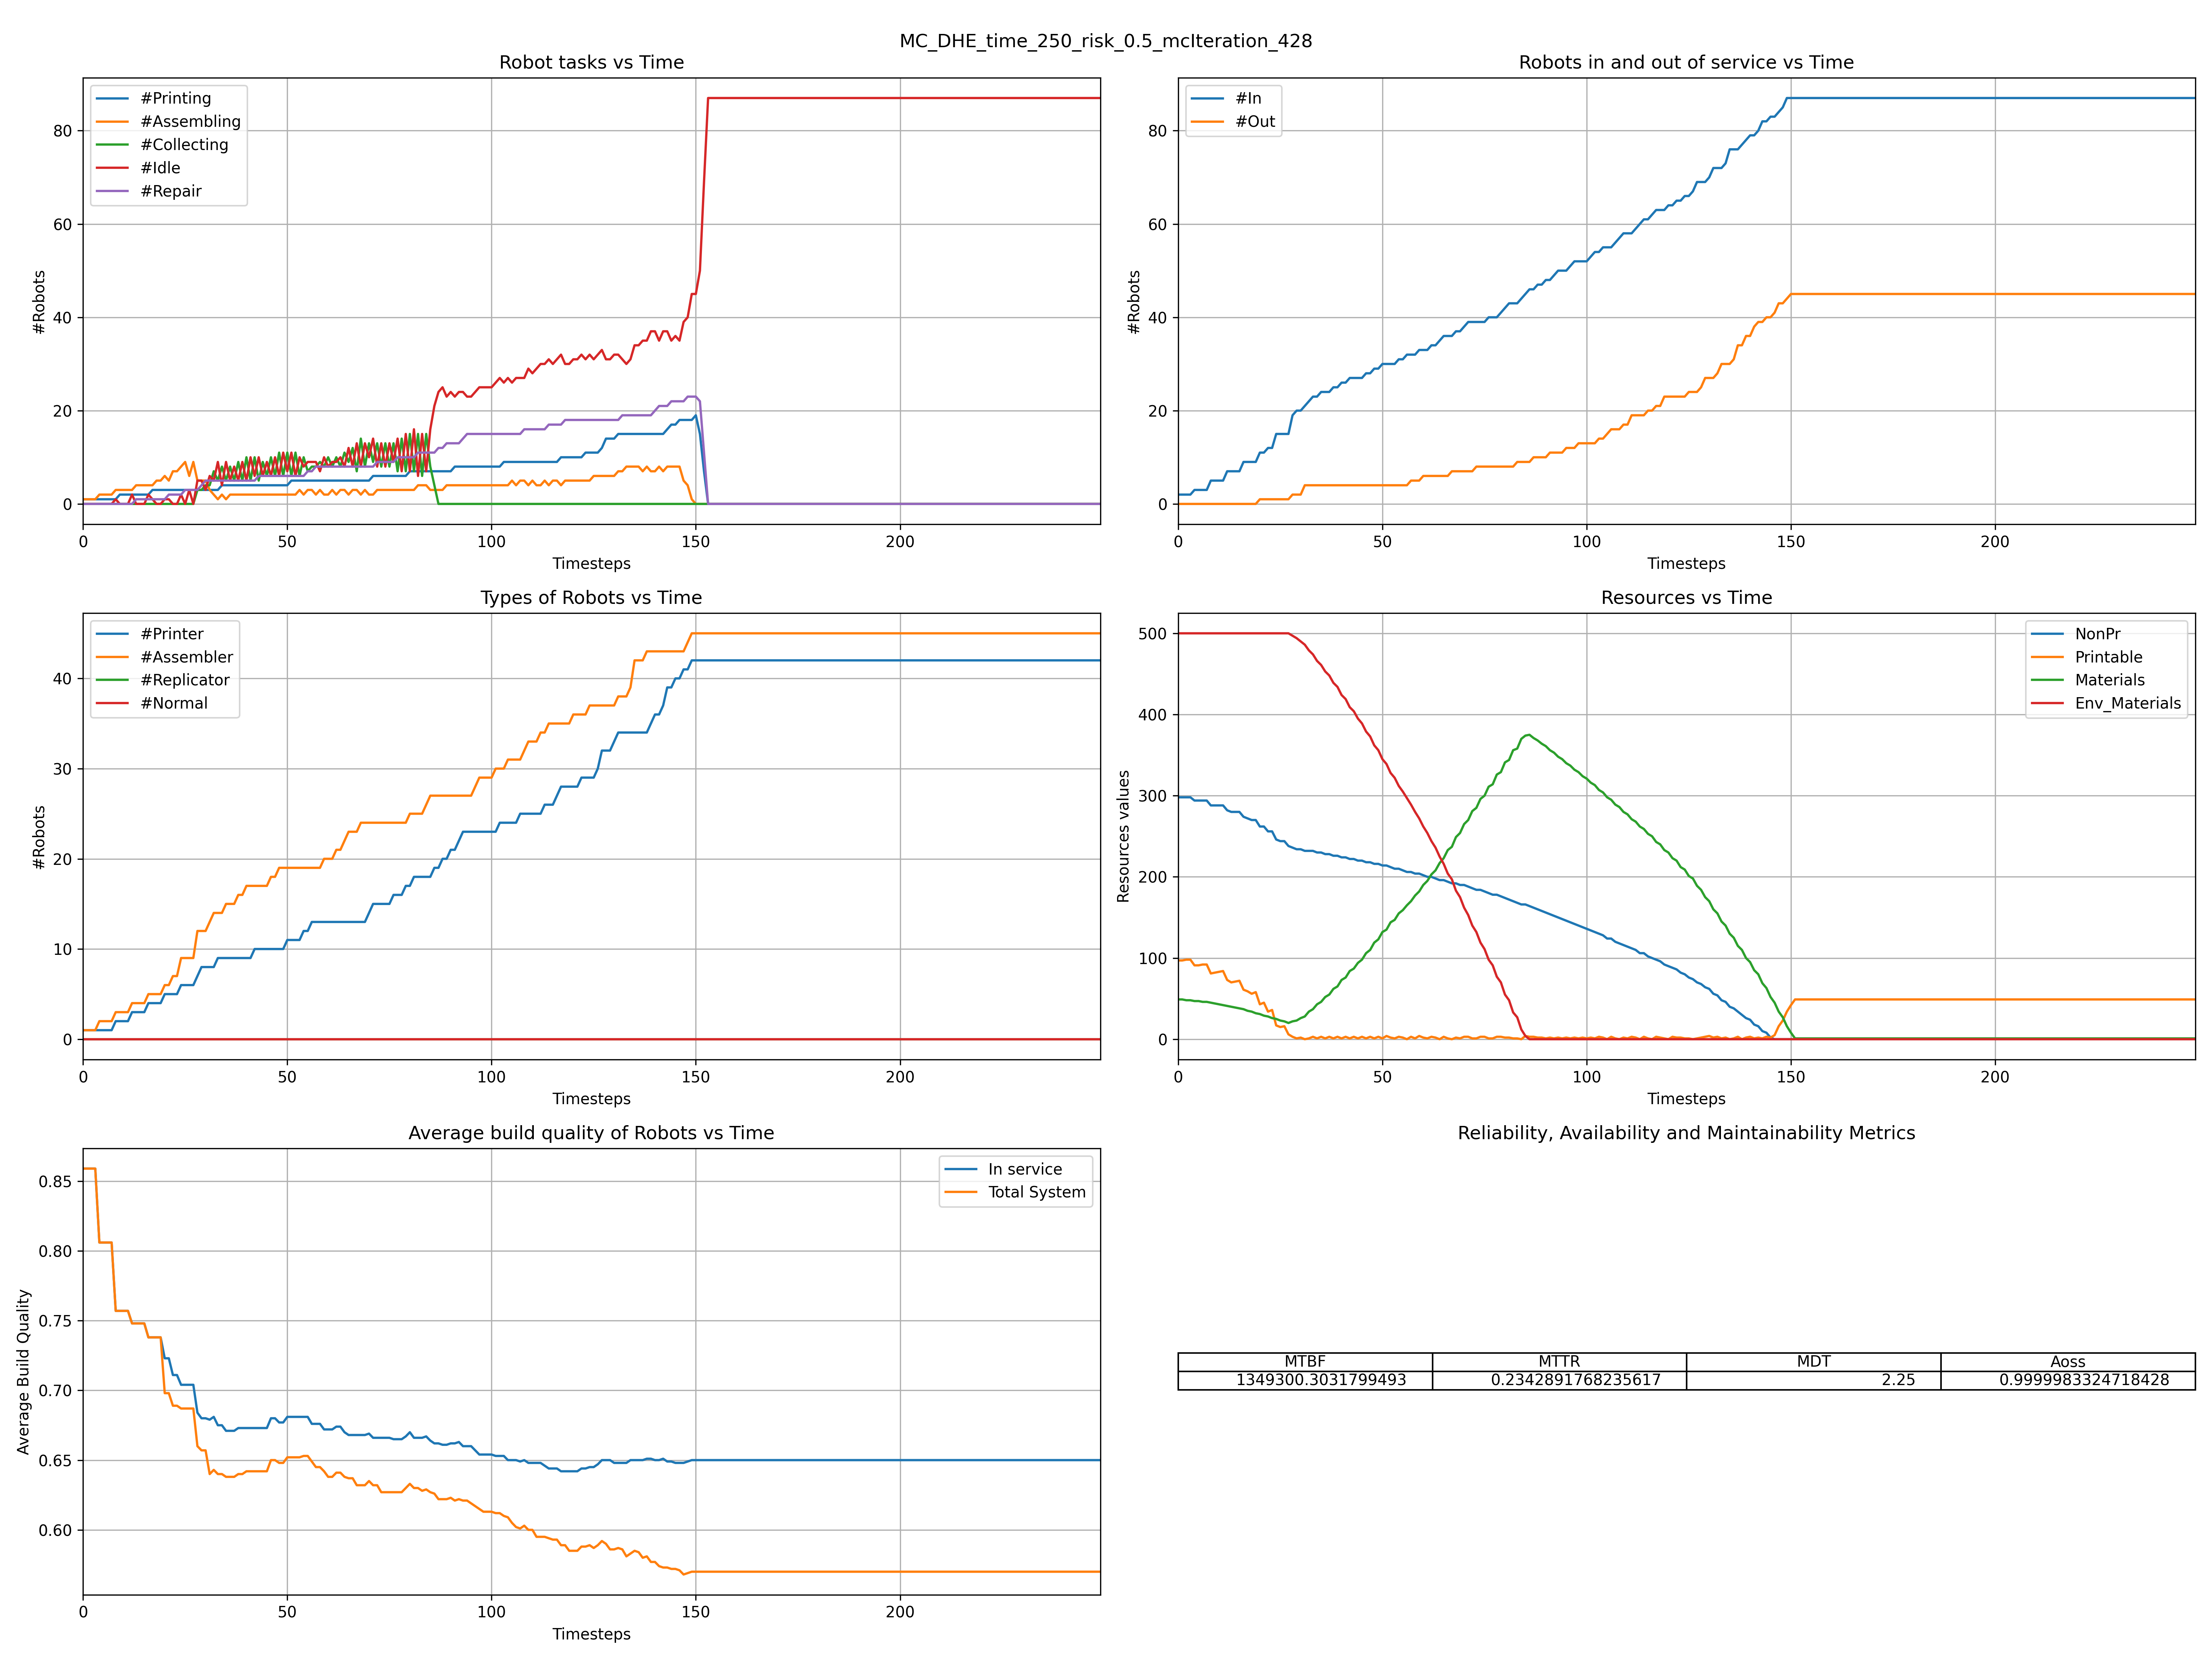 MC_DHE_time_250_risk_0.5_mcIteration_428
Robot tasks vs Time
#Printing
#Assembling
#Collecting
#Idle
#Repair
#Robots
80
60
40
20
0
0 50 100 150 200
Timesteps
Robots in and out of service vs Time
#In
#Out
#Robots
80
60
40
20
0
0 50 100 150 200
Timesteps
Types of Robots vs Time
#Printer
#Assembler
#Replicator
#Normal
#Robots
40
30
20
10
0
0 50 100 150 200
Timesteps
Resources vs Time
NonPr
Printable
Materials
Env_Materials
Resources values
500
400
300
200
100
0
0 50 100 150 200
Timesteps
Average build quality of Robots vs Time
In service
Total System
Average Build Quality
0.85
0.80
0.75
0.70
0.65
0.60
0 50 100 150 200
Timesteps
Reliability, Availability and Maintainability Metrics
MTBF MTTR MDT Aoss
1349300.3031799493 0.2342891768235617 2.25 0.9999983324718428